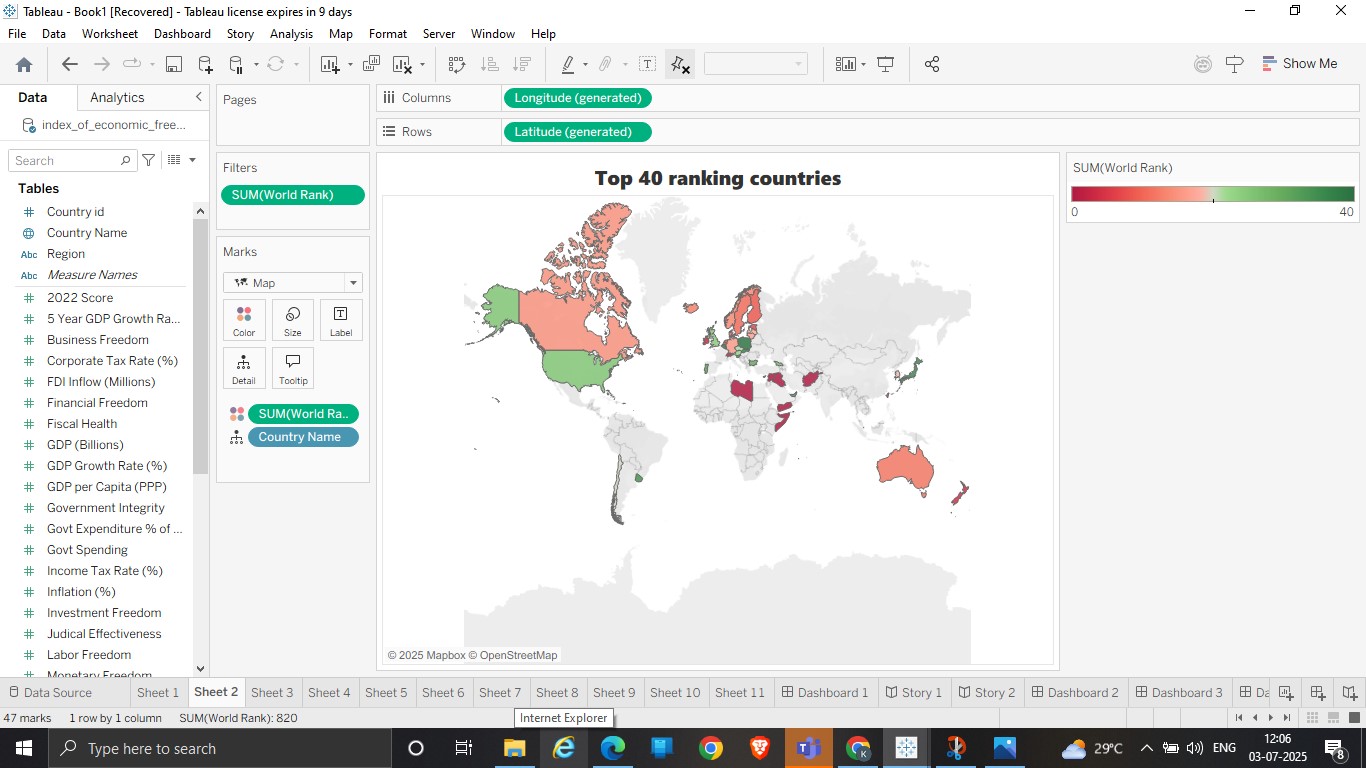 Tableau - Book1 [Recovered] - Tableau license expires in 9 days
File Data Worksheet Dashboard Story Analysis Map Format Server Window Help
Show Me
Data Analytics
index_of_economic_free...
Search
Tables
Country id
Country Name
Abc Region
Abc Measure Names
2022 Score
5 Year GDP Growth Ra...
Business Freedom
Corporate Tax Rate (%)
FDI Inflow (Millions)
Financial Freedom
Fiscal Health
GDP (Billions)
GDP Growth Rate (%)
GDP per Capita (PPP)
Government Integrity
Govt Expenditure % of ...
Govt Spending
Income Tax Rate (%)
Inflation (%)
Investment Freedom
Judical Effectiveness
Labor Freedom
Monetary Freedom
Pages
Filters
SUM(World Rank)
Marks
Map
Color Size Label
Detail Tooltip
SUM(World Ra..
Country Name
Columns Longitude (generated)
Rows Latitude (generated)
Top 40 ranking countries
© 2025 Mapbox © OpenStreetMap
SUM(World Rank)
0 40
Data Source Sheet 1 Sheet 2 Sheet 3 Sheet 4 Sheet 5 Sheet 6 Sheet 7 Sheet 8 Sheet 9 Sheet 10 Sheet 11 Dashboard 1 Story 1 Story 2 Dashboard 2 Dashboard 3 Da
47 marks 1 row by 1 column SUM(World Rank): 820
Internet Explorer
Type here to search
29°C ENG
12:06
03-07-2025
8